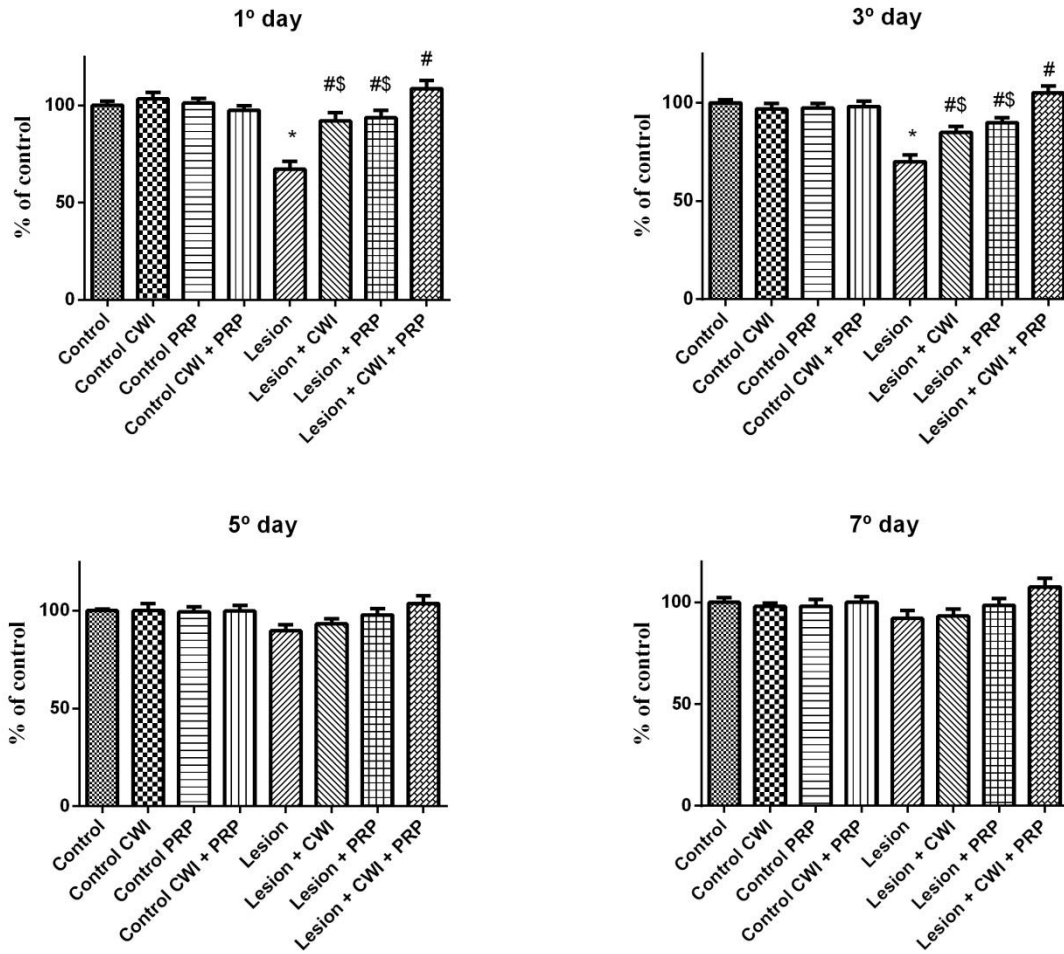 1º day
#
#$ #$
*
100
50
0
% of control
Control
Control CWI
Control PRP
Control CWI + PRP
Lesion
Lesion + CWI
Lesion + PRP
Lesion + CWI + PRP
3º day
#
#$ #$
*
100
50
0
% of control
Control
Control CWI
Control PRP
Control CWI + PRP
Lesion
Lesion + CWI
Lesion + PRP
Lesion + CWI + PRP
5º day
100
50
0
% of control
Control
Control CWI
Control PRP
Control CWI + PRP
Lesion
Lesion + CWI
Lesion + PRP
Lesion + CWI + PRP
7º day
100
50
0
% of control
Control
Control CWI
Control PRP
Control CWI + PRP
Lesion
Lesion + CWI
Lesion + PRP
Lesion + CWI + PRP